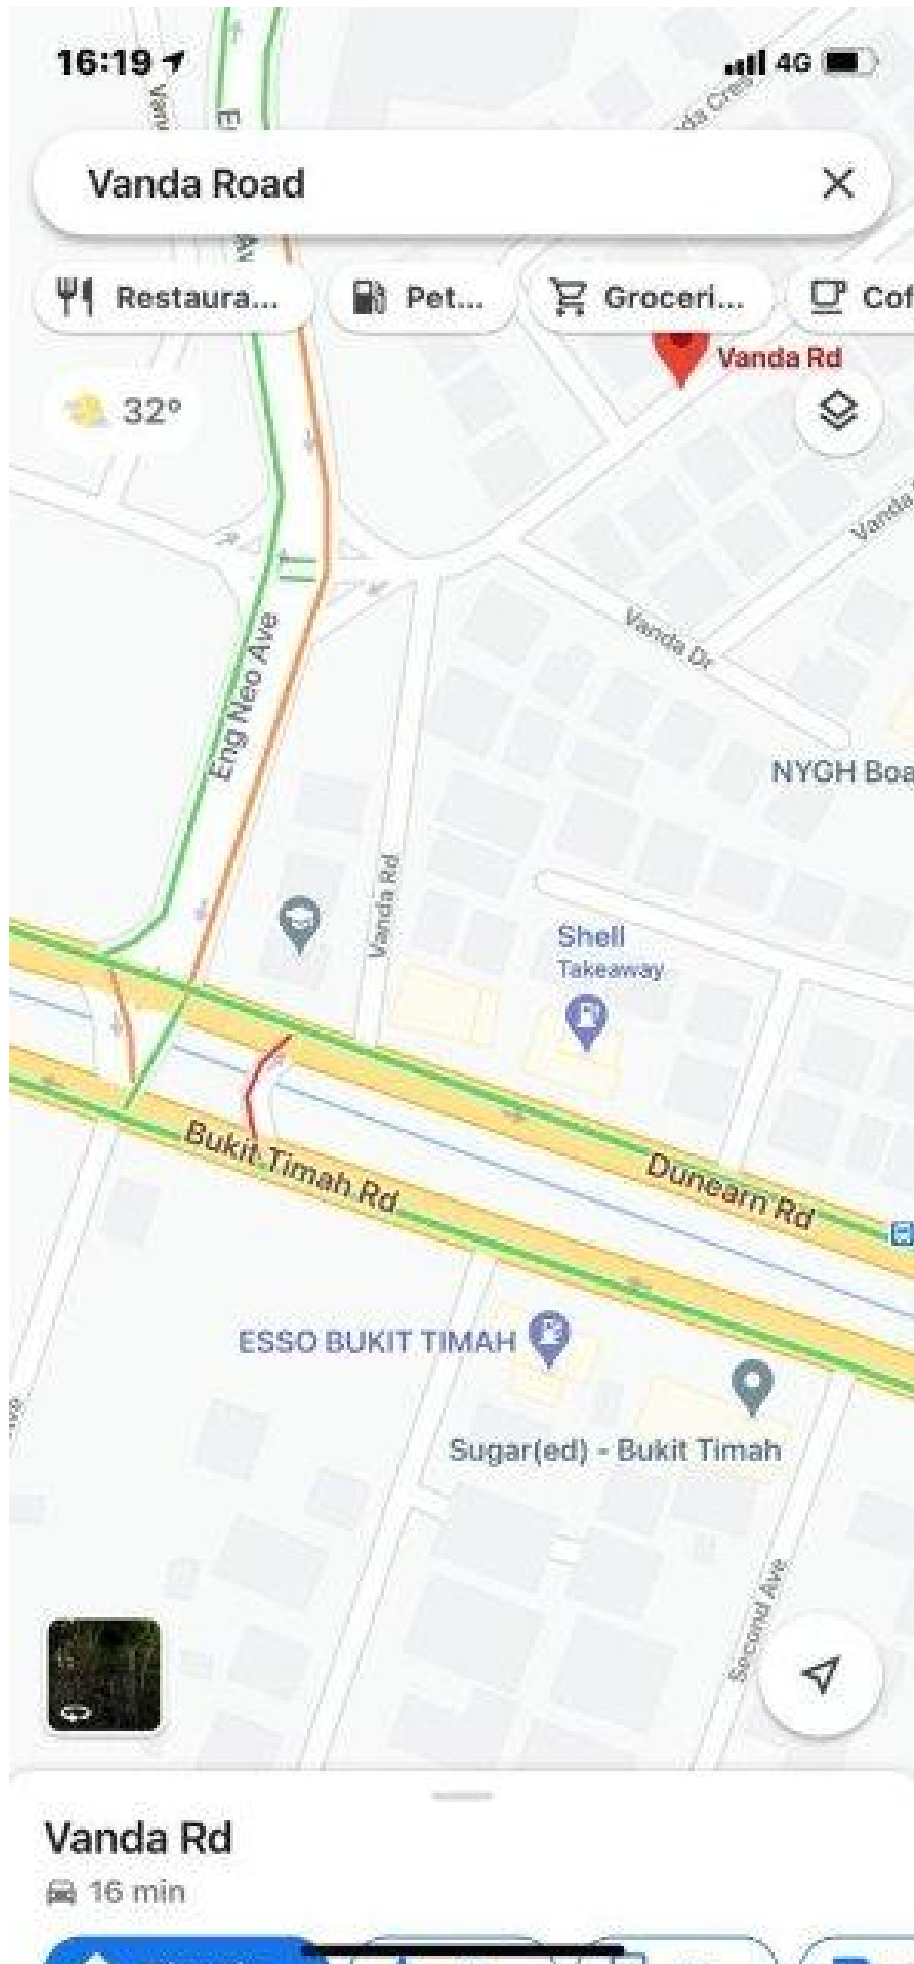 16:19
4G
Vanda Road
Restaura...
Pet...
Groceri...
Cof
Vanda Rd
32°
Vanda
Vanda Dr
Eng Neo Ave
NYGH Boa
Vanda Rd
Shell
Takeaway
Bukit Timah Rd
Dunearn Rd
ESSO BUKIT TIMAH
Sugar(ed) - Bukit Timah
Second Ave
Vanda Rd
16 min